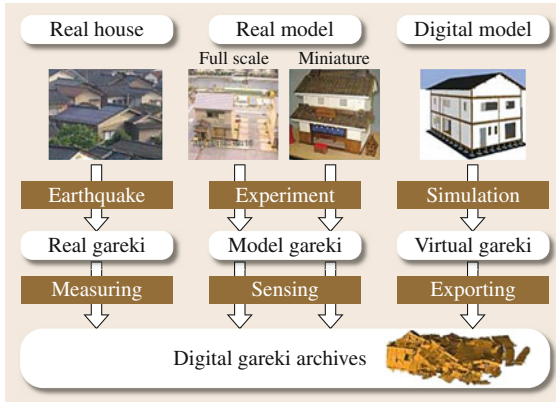 Real house
Real model
Digital model
Full scale
Miniature
Earthquake
Experiment
Simulation
Real gareki
Model gareki
Virtual gareki
Measuring
Sensing
Exporting
Digital gareki archives